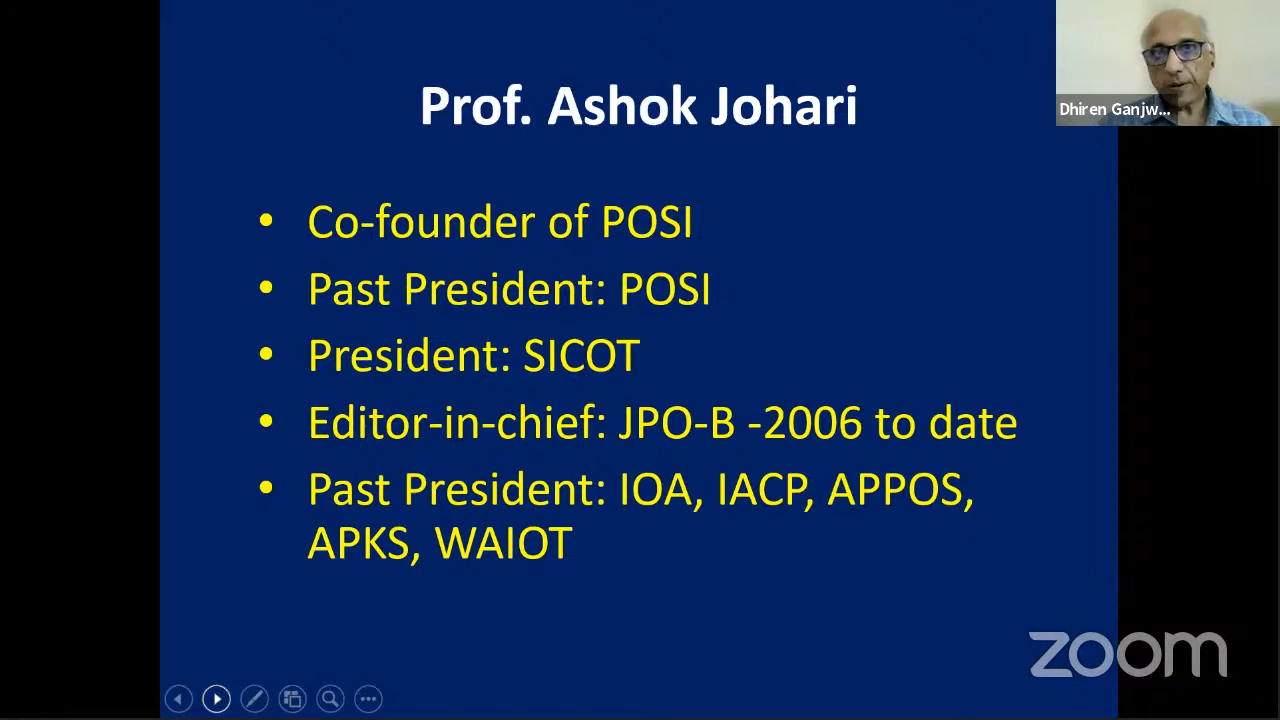 Prof. Ashok Johari
Dhiren Ganjw...
• Co-founder of POSI
• Past President: POSI
• President: SICOT
• Editor-in-chief: JPO-B -2006 to date
• Past President: IOA, IACP, APPOS,
APKS, WAIOT
zoom